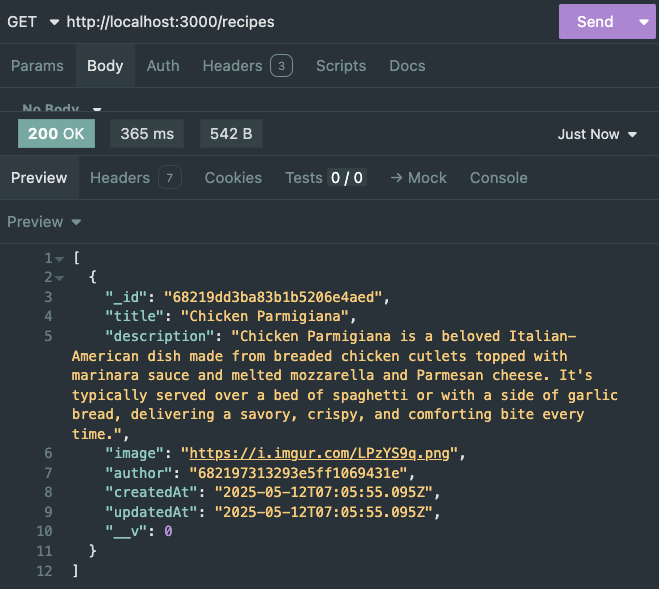 GET http://localhost:3000/recipes Send
Params Body Auth Headers 3 Scripts Docs
No Body
200 OK 365 ms 542 B Just Now
Preview Headers 7 Cookies Tests 0 / 0 → Mock Console
Preview
1 [
2 {
3 "_id": "68219dd3ba83b1b5206e4aed",
4 "title": "Chicken Parmigiana",
5 "description": "Chicken Parmigiana is a beloved Italian-
American dish made from breaded chicken cutlets topped with
marinara sauce and melted mozzarella and Parmesan cheese. It's
typically served over a bed of spaghetti or with a side of garlic
bread, delivering a savory, crispy, and comforting bite every
time.",
6 "image": "https://i.imgur.com/LPzYS9q.png",
7 "author": "682197313293e5ff1069431e",
8 "createdAt": "2025-05-12T07:05:55.095Z",
9 "updatedAt": "2025-05-12T07:05:55.095Z",
10 "__v": 0
11 }
12 ]